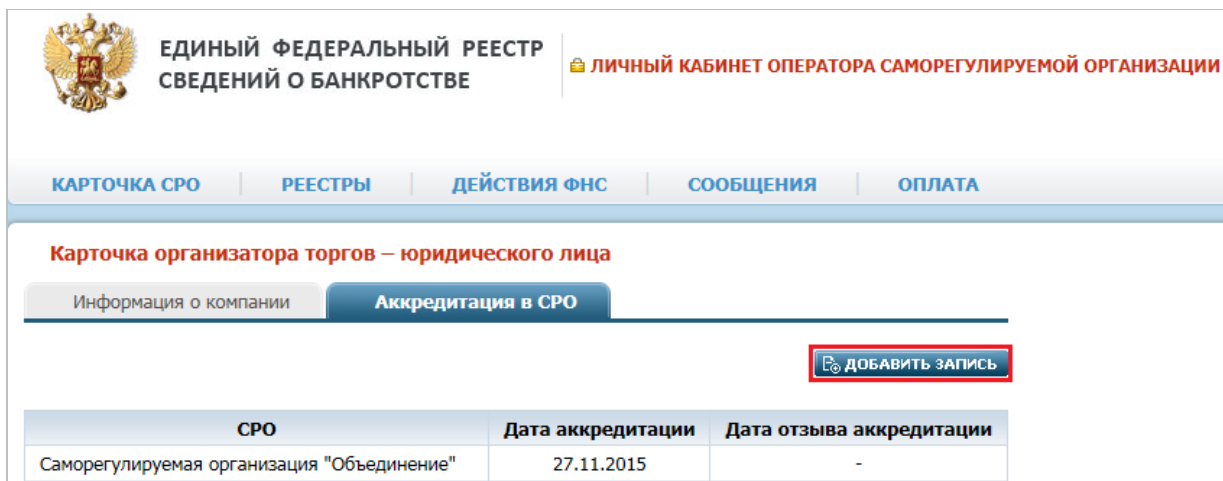 ЕДИНЫЙ ФЕДЕРАЛЬНЫЙ РЕЕСТР
СВЕДЕНИЙ О БАНКРОТСТВЕ
ЛИЧНЫЙ КАБИНЕТ ОПЕРАТОРА САМОРЕГУЛИРУЕМОЙ ОРГАНИЗАЦИИ
КАРТОЧКА СРО РЕЕСТРЫ ДЕЙСТВИЯ ФНС СООБЩЕНИЯ ОПЛАТА
Карточка организатора торгов – юридического лица
Информация о компании Аккредитация в СРО
ДОБАВИТЬ ЗАПИСЬ
СРО Дата аккредитации Дата отзыва аккредитации
Саморегулируемая организация "Объединение" 27.11.2015 -